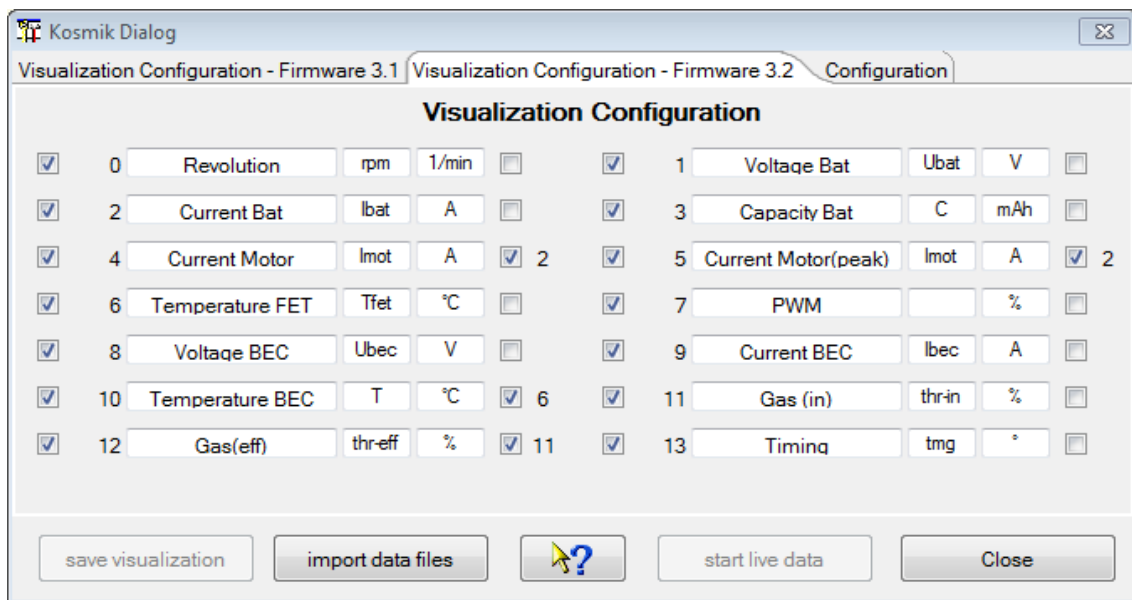 Kosmik Dialog
Visualization Configuration - Firmware 3.1 Visualization Configuration - Firmware 3.2 Configuration
Visualization Configuration
0 Revolution rpm 1/min 1 Voltage Bat Ubat V
2 Current Bat Ibat A 3 Capacity Bat C mAh
4 Current Motor Imot A 2 5 Current Motor(peak) Imot A 2
6 Temperature FET Tfet °C 7 PWM %
8 Voltage BEC Ubec V 9 Current BEC Ibec A
10 Temperature BEC T °C 6 11 Gas (in) thr-in %
12 Gas(eff) thr-eff % 11 13 Timing tmg °
save visualization import data files ? start live data Close